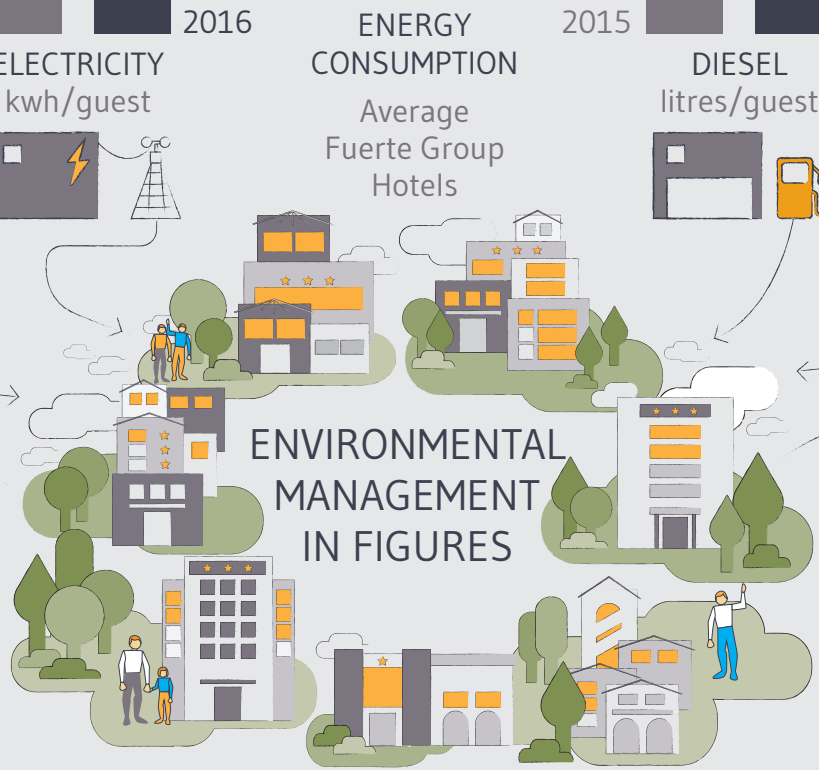 2016
ENERGY
CONSUMPTION
Average
Fuerte Group
Hotels
2015
ELECTRICITY
kwh/guest
DIESEL
litres/guest
ENVIRONMENTAL
MANAGEMENT
IN FIGURES